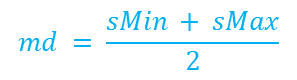 md = sMin + sMax
2